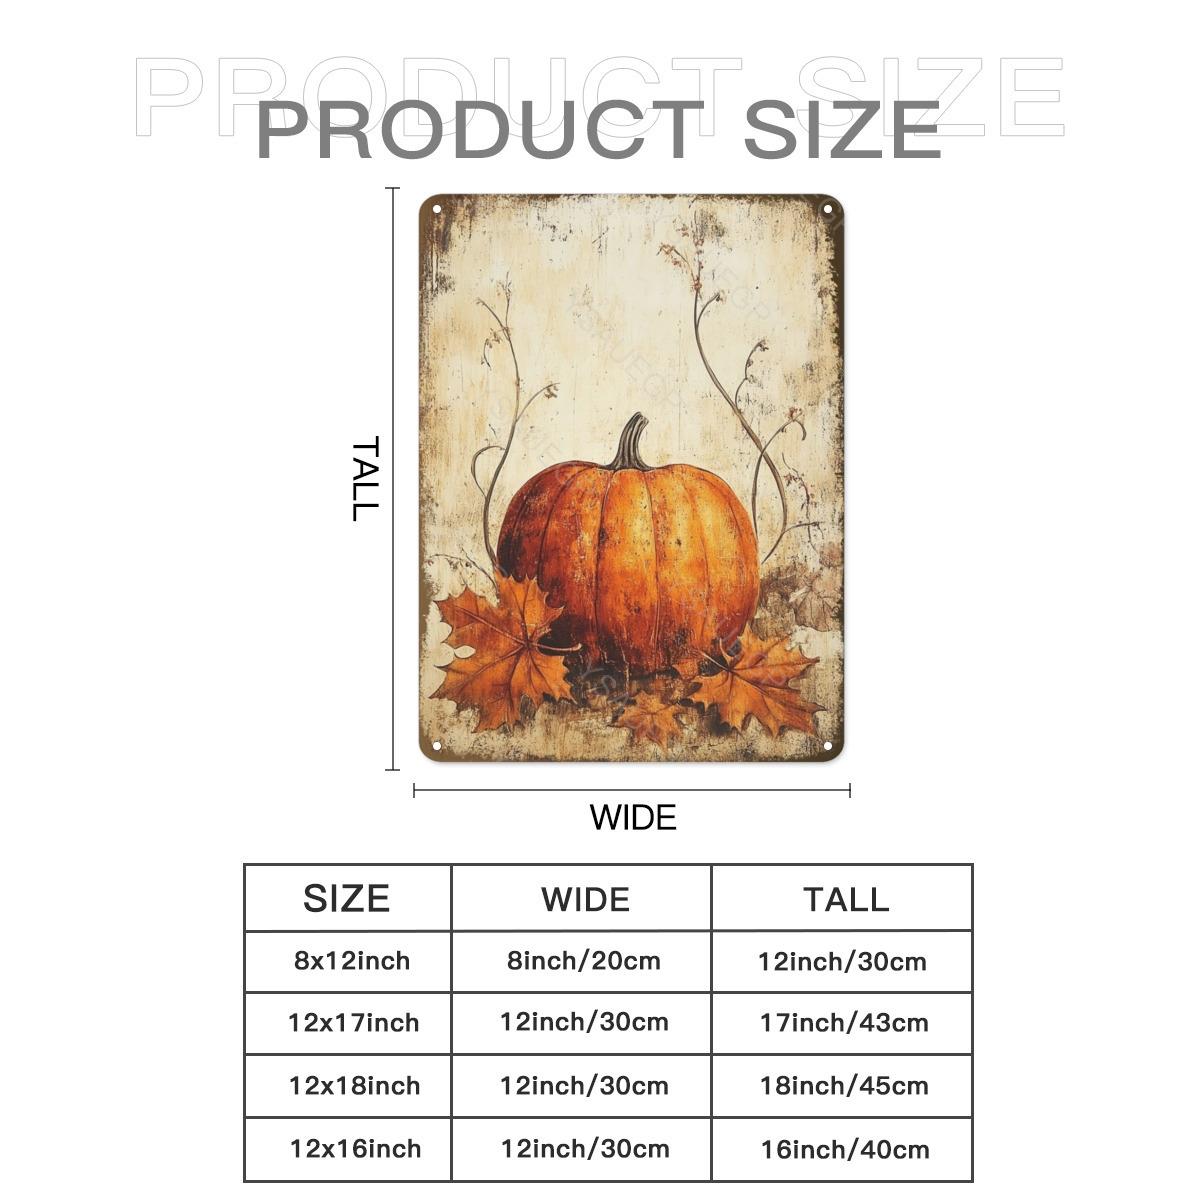 PRODUCT SIZE
PRODUCT SIZE
YSAUEGR
TALL
WIDE
SIZE WIDE TALL
8x12inch 8inch/20cm 12inch/30cm
12x17inch 12inch/30cm 17inch/43cm
12x18inch 12inch/30cm 18inch/45cm
12x16inch 12inch/30cm 16inch/40cm